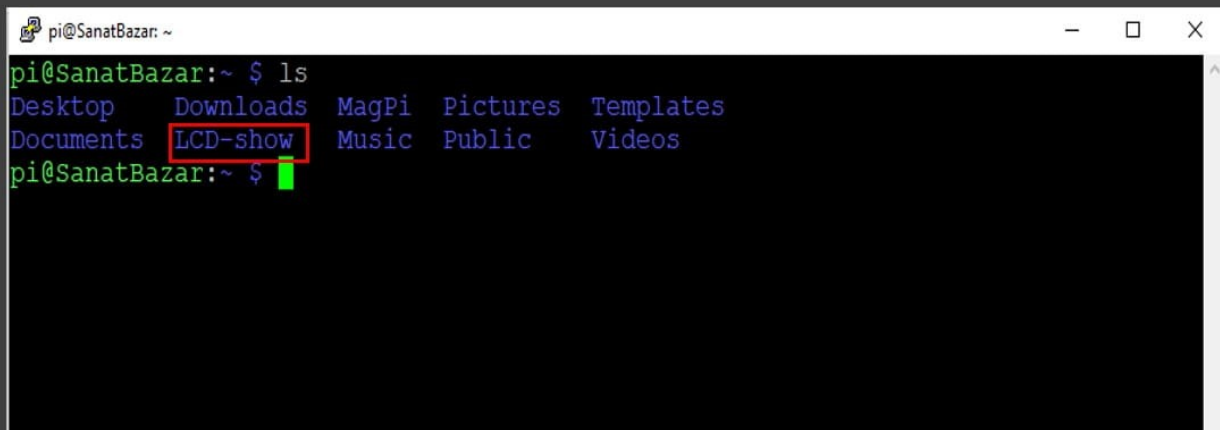 pi@SanatBazar: ~
pi@SanatBazar:~ $ ls
Desktop Downloads MagPi Pictures Templates
Documents LCD-show Music Public Videos
pi@SanatBazar:~ $